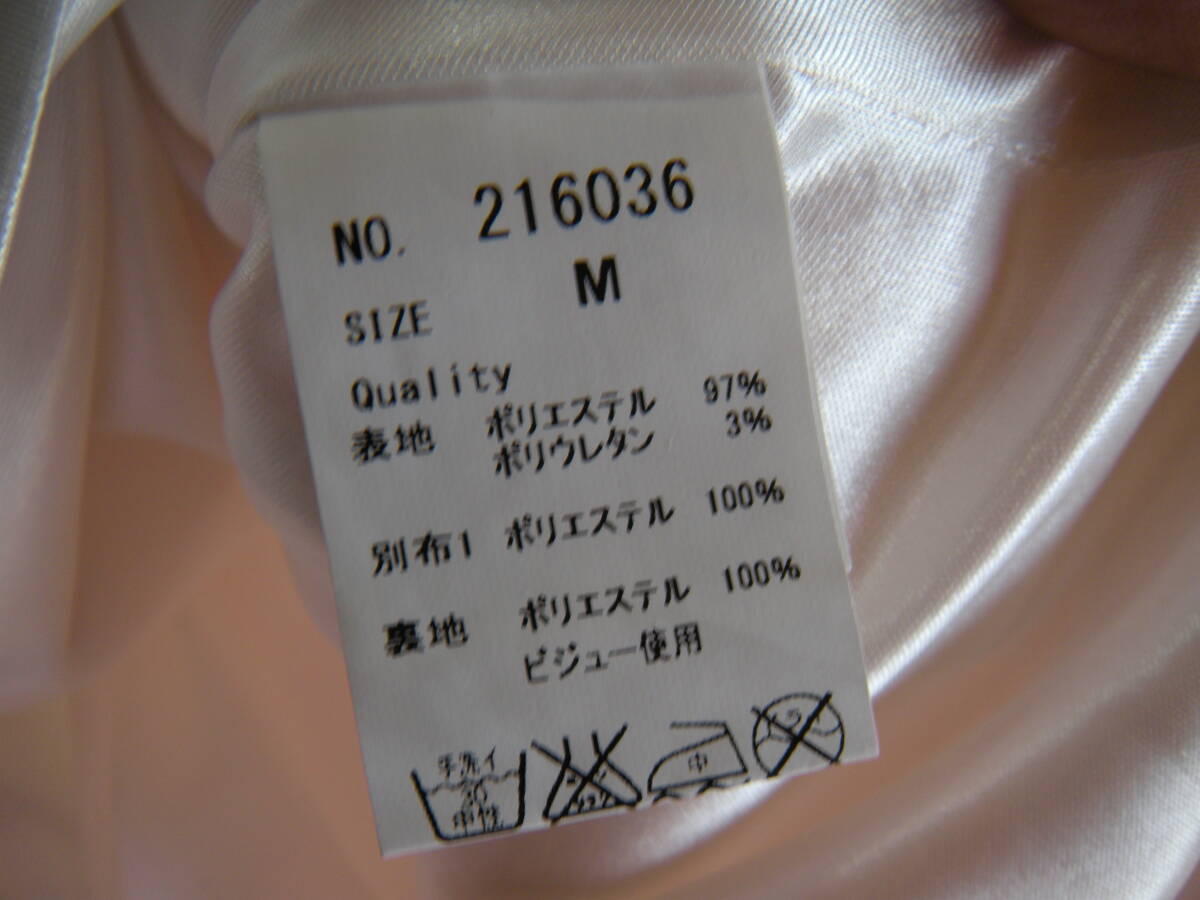 NO. 216036
SIZE M
Quality
表地 ポリエステル 97%
ポリウレタン 3%
別布1 ポリエステル 100%
裏地 ポリエステル 100%
ビジュー使用
手洗イ
30
中性
中